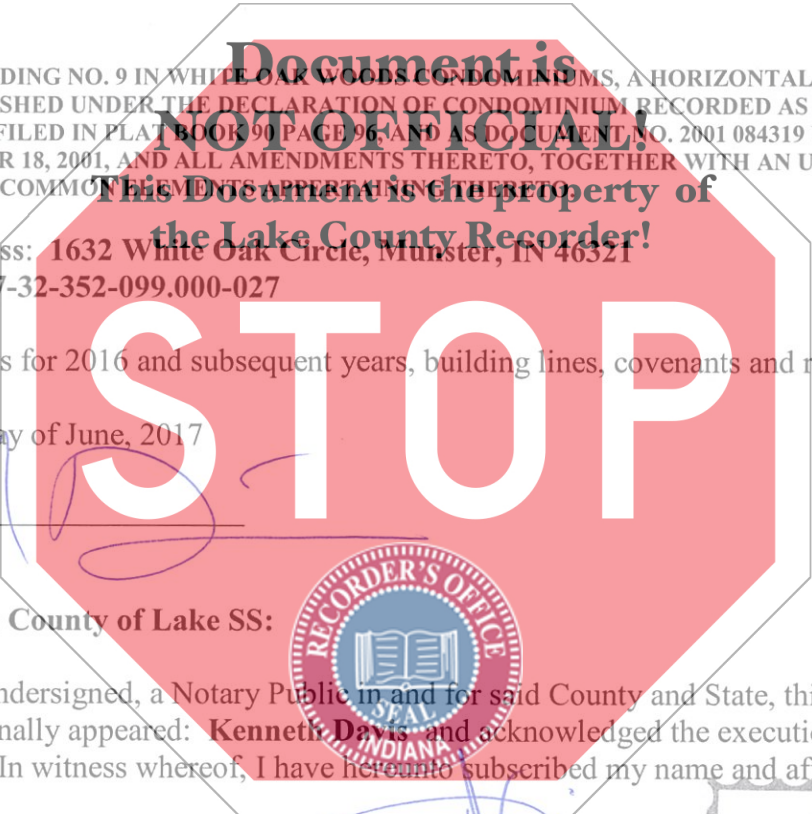 Document is
NOT OFFICIAL!
This Document is the property of
the Lake County Recorder!
DING NO. 9 IN WHITE OAK WOODS CONDOMINIUMS, A HORIZONTAL
SHED UNDER THE DECLARATION OF CONDOMINIUM RECORDED AS
FILED IN PLAT BOOK 90 PAGE 96, AND AS DOCUMENT NO. 2001 084319
R 18, 2001, AND ALL AMENDMENTS THERETO, TOGETHER WITH AN U
COMMON ELEMENTS APPERTAINING THERETO.
ss: 1632 White Oak Circle, Munster, IN 46321
7-32-352-099.000-027
STOP
s for 2016 and subsequent years, building lines, covenants and r
ay of June, 2017
County of Lake SS:
RECORDER'S OFFICE
SEAL
INDIANA
ndersigned, a Notary Public in and for said County and State, thi
nally appeared: Kenneth Davis and acknowledged the executi
In witness whereof, I have hereunto subscribed my name and af